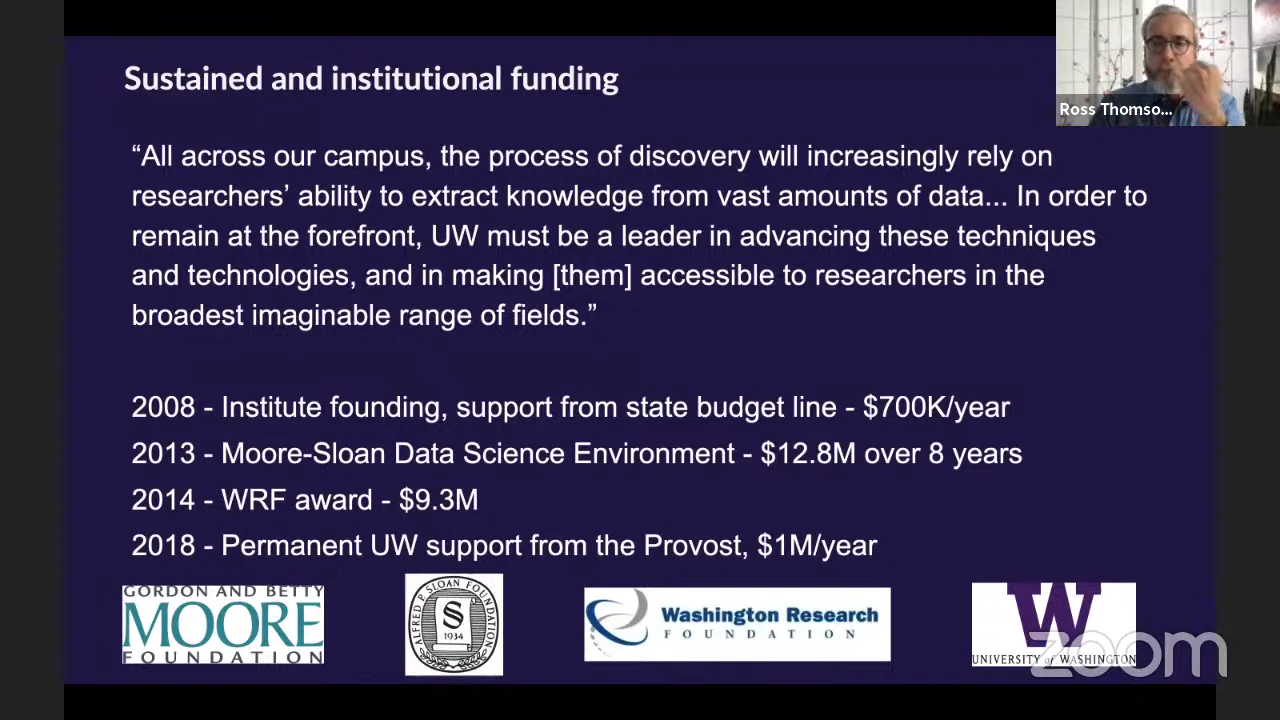 Sustained and institutional funding
Ross Thomso...
“All across our campus, the process of discovery will increasingly rely on
researchers’ ability to extract knowledge from vast amounts of data... In order to
remain at the forefront, UW must be a leader in advancing these techniques
and technologies, and in making [them] accessible to researchers in the
broadest imaginable range of fields.”
2008 - Institute founding, support from state budget line - $700K/year
2013 - Moore-Sloan Data Science Environment - $12.8M over 8 years
2014 - WRF award - $9.3M
2018 - Permanent UW support from the Provost, $1M/year
GORDON AND BETTY
MOORE
FOUNDATION
ALFRED P. SLOAN FOUNDATION
S
1934
Washington Research
FOUNDATION
W
UNIVERSITY of WASHINGTON
zoom